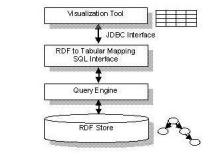 Visualization Tool
JDBC Interface
RDF to Tabular Mapping
SQL Interface
Query Engine
RDF Store